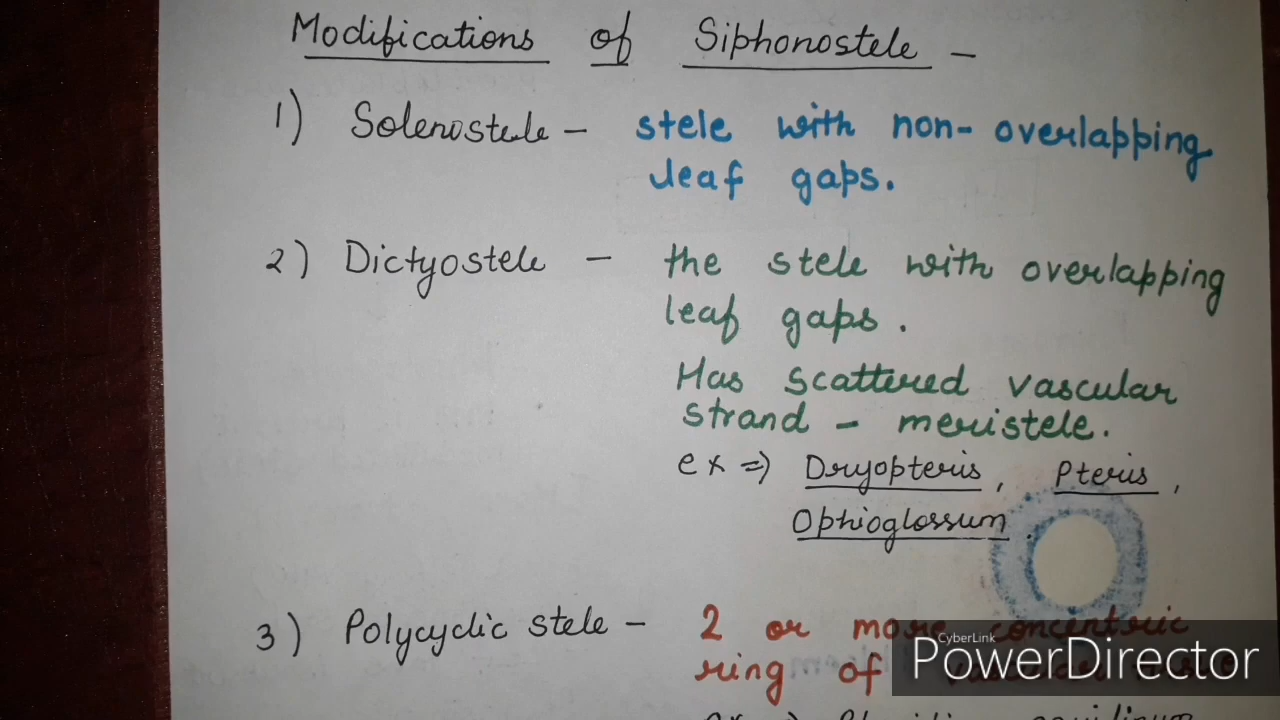 Modifications of Siphonostele –
1) Solenostele – stele with non-overlapping
leaf gaps.
2) Dictyostele – the stele with overlapping
leaf gaps.
Has scattered vascular
strand – meristele.
ex ⇒ Dryopteris, Pteris,
Ophioglossum.
3) Polycyclic stele – 2 or more concentric
ring of
CyberLink
PowerDirector